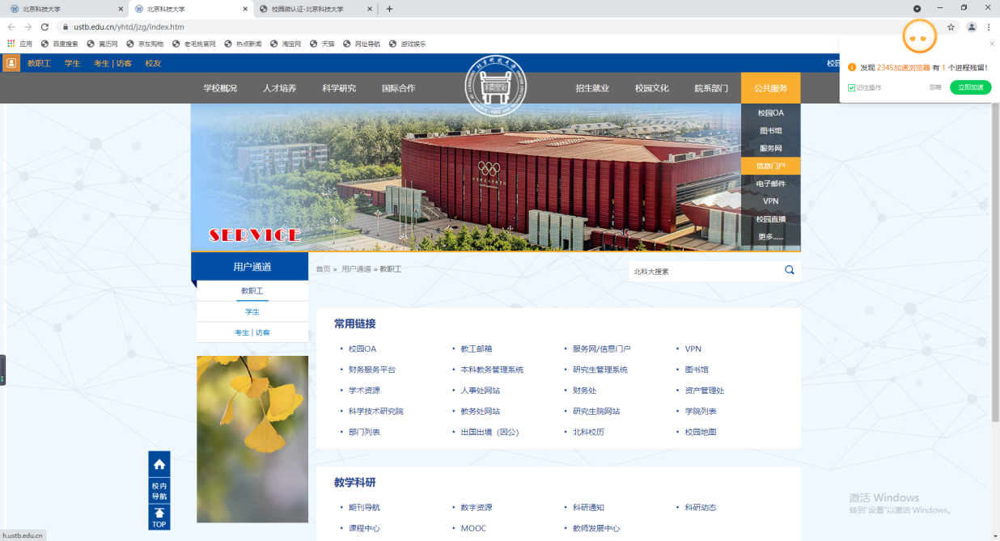 北京科技大学
北京科技大学
校园微认证-北京科技大学
ustb.edu.cn/yhtd/jzg/index.htm
应用 百度搜索 黄历网 京东购物 老毛桃官网 热点新闻 淘宝网 天猫 网址导航 游戏娱乐
发现 2345加速浏览器 有 1 个进程残留!
记住操作 忽略 立即加速
教职工 学生 考生 | 访客 校友
校园
学校概况 人才培养 科学研究 国际合作 招生就业 校园文化 院系部门 公共服务
校园OA
图书馆
服务网
信息门户
电子邮件
VPN
校园直播
更多......
SERVICE
用户通道
教职工
学生
考生 | 访客
首页 » 用户通道 » 教职工
北科大搜索
常用链接
• 校园OA • 教工邮箱 • 服务网/信息门户 • VPN
• 财务服务平台 • 本科教务管理系统 • 研究生管理系统 • 图书馆
• 学术资源 • 人事处网站 • 财务处 • 资产管理处
• 科学技术研究院 • 教务处网站 • 研究生院网站 • 学院列表
• 部门列表 • 出国出境（因公） • 北科校历 • 校园地图
教学科研
• 期刊导航 • 数字资源 • 科研通知 • 科研动态
• 课程中心 • MOOC • 教师发展中心
校内
导航
TOP
激活 Windows
转到"设置"以激活 Windows。
h.ustb.edu.cn